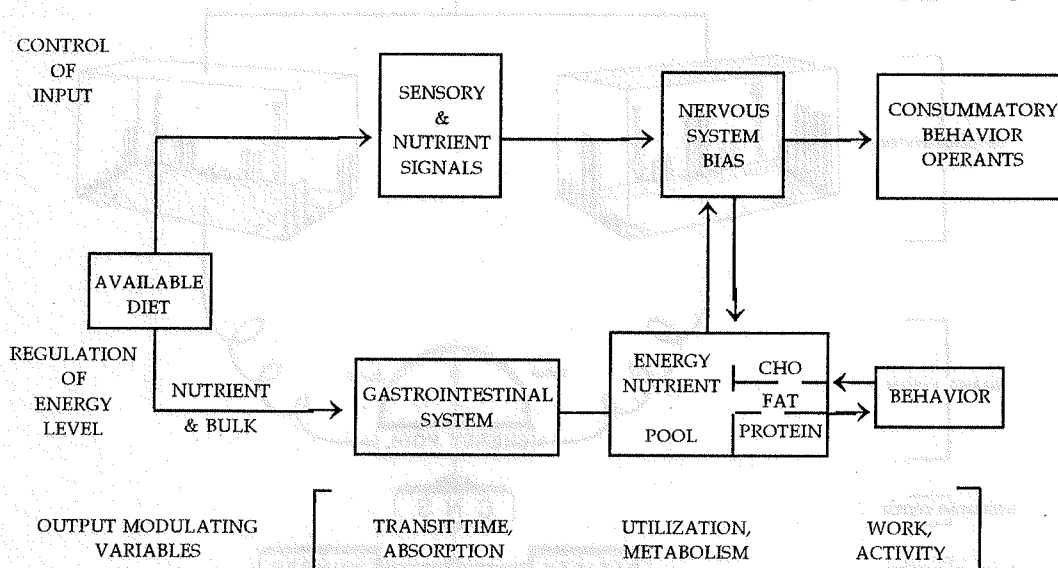 CONTROL
OF
INPUT
SENSORY
&
NUTRIENT
SIGNALS
NERVOUS
SYSTEM
BIAS
CONSUMMATORY
BEHAVIOR
OPERANTS
AVAILABLE
DIET
REGULATION
OF
ENERGY
LEVEL
NUTRIENT
& BULK
GASTROINTESTINAL
SYSTEM
ENERGY
NUTRIENT
POOL
CHO
FAT
PROTEIN
BEHAVIOR
OUTPUT MODULATING
VARIABLES
TRANSIT TIME,
ABSORPTION
UTILIZATION,
METABOLISM
WORK,
ACTIVITY